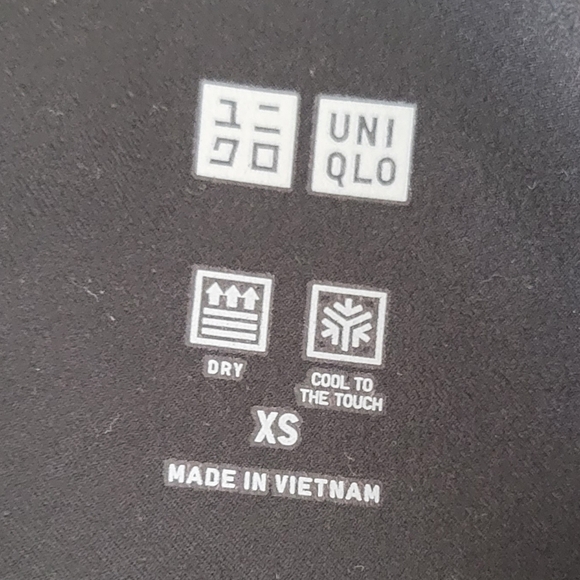 ユニ
クロ
UNI
QLO
DRY
COOL TO
THE TOUCH
XS
MADE IN VIETNAM